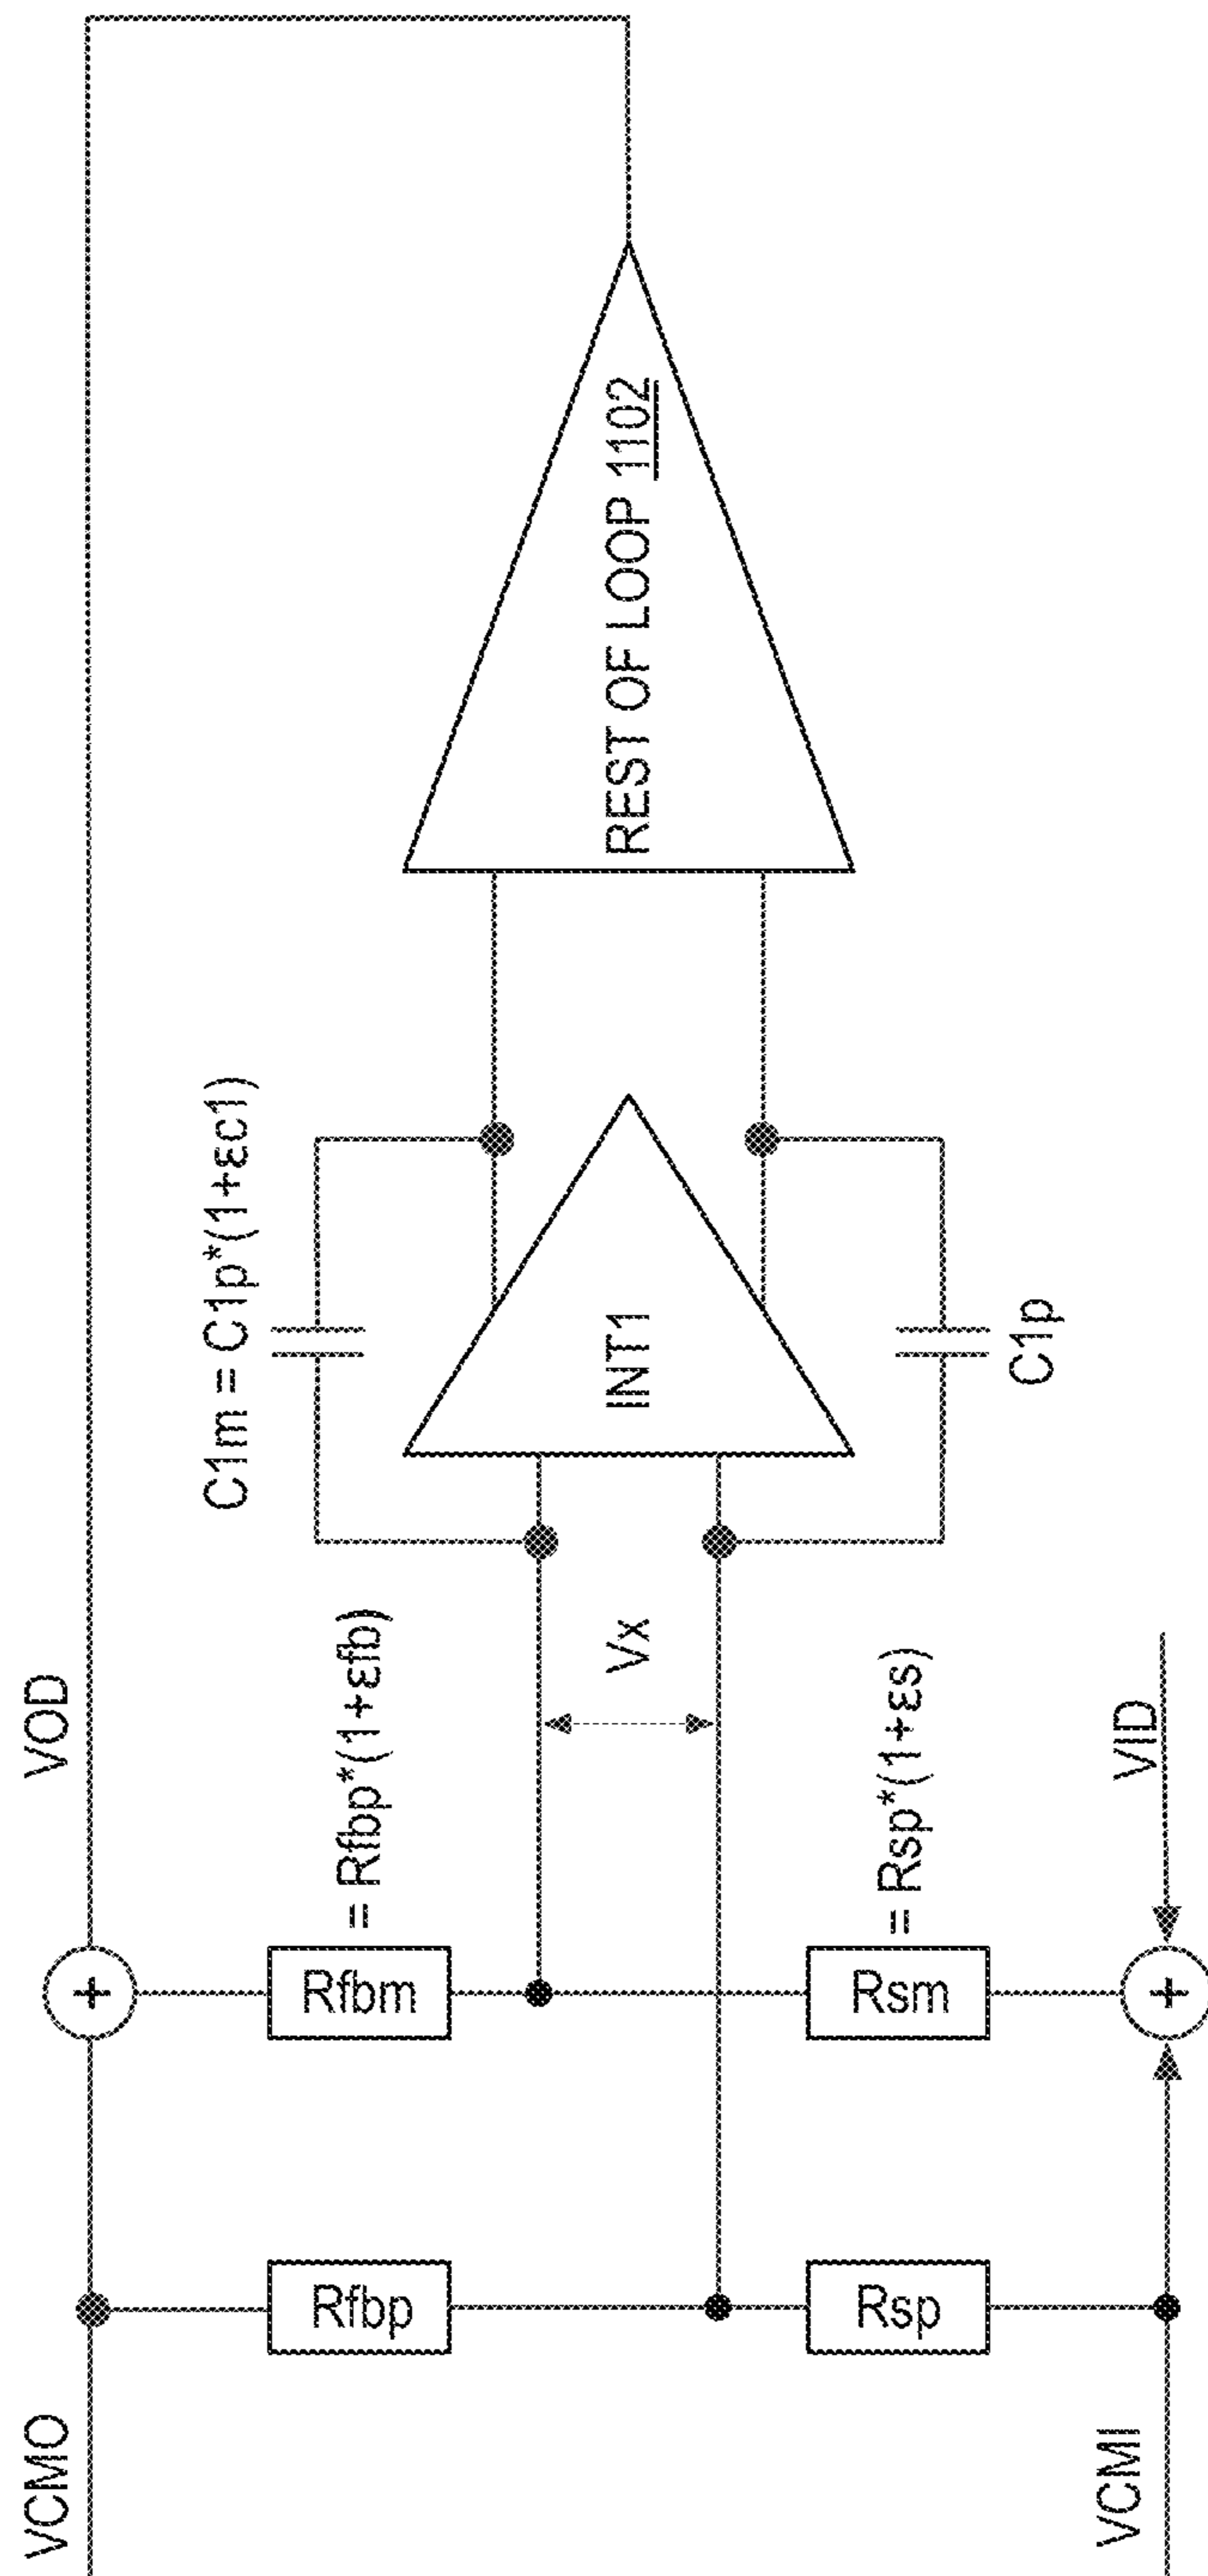 VCMO
VOD
Rfbp
Rfbm
= Rfbp*(1+εfb)
C1m = C1p*(1+εc1)
Vx
INT1
REST OF LOOP 1102
Rsp
Rsm
= Rsp*(1+εs)
C1p
VCMI
VID
+
+